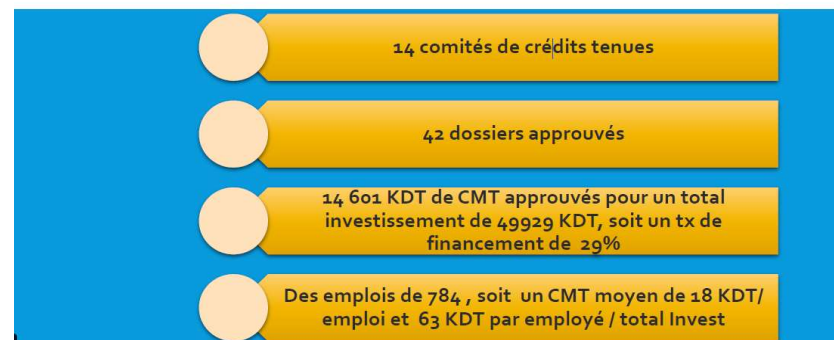 14 comités de crédits tenues
42 dossiers approuvés
14 601 KDT de CMT approuvés pour un total
investissement de 49929 KDT, soit un tx de
financement de  29%
Des emplois de 784 , soit  un CMT moyen de 18 KDT/
emploi et  63 KDT par employé / total Invest